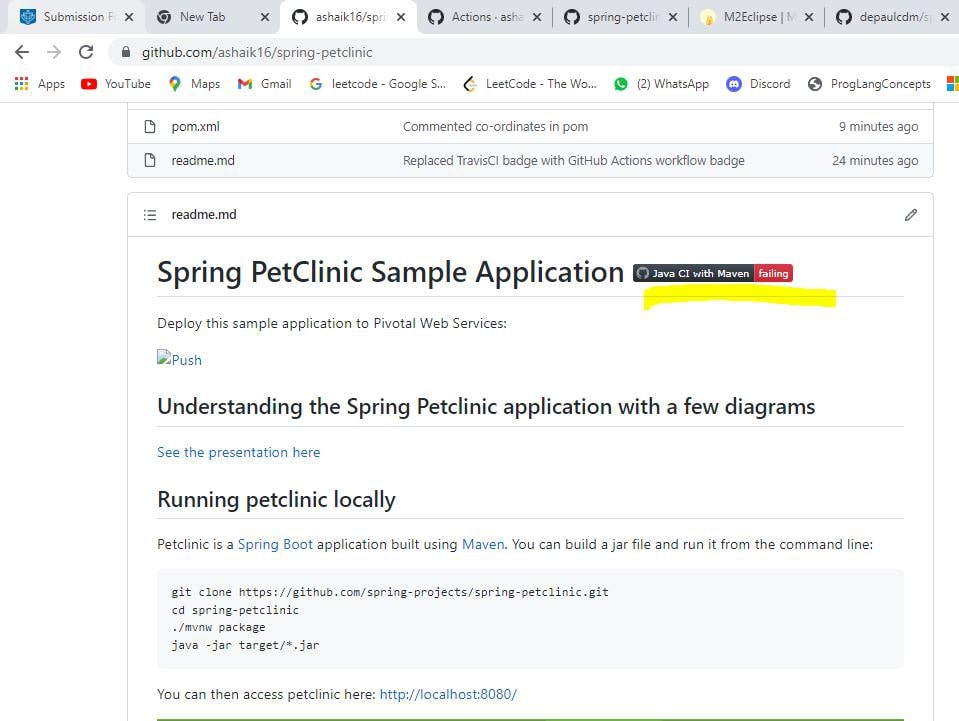 Submission F
New Tab
ashaik16/spri
Actions · asha
spring-petclin
M2Eclipse | M
depaulcdm/s
github.com/ashaik16/spring-petclinic
Apps YouTube Maps Gmail leetcode - Google S... LeetCode - The Wo... (2) WhatsApp Discord ProgLangConcepts
pom.xml Commented co-ordinates in pom 9 minutes ago
readme.md Replaced TravisCI badge with GitHub Actions workflow badge 24 minutes ago
readme.md
Spring PetClinic Sample Application Java CI with Maven failing
Deploy this sample application to Pivotal Web Services:
Push
Understanding the Spring Petclinic application with a few diagrams
See the presentation here
Running petclinic locally
Petclinic is a Spring Boot application built using Maven. You can build a jar file and run it from the command line:
git clone https://github.com/spring-projects/spring-petclinic.git
cd spring-petclinic
./mvnw package
java -jar target/*.jar
You can then access petclinic here: http://localhost:8080/